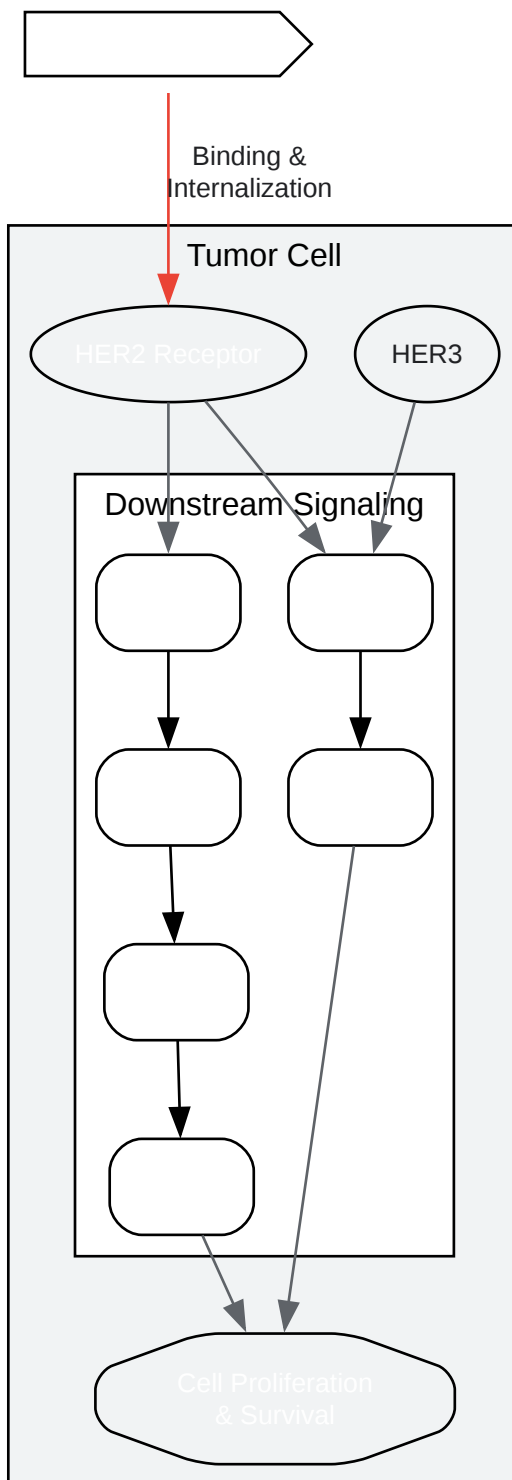 Binding &
Internalization
Tumor Cell
HER2 Receptor
HER3
Downstream Signaling
Cell Proliferation
& Survival